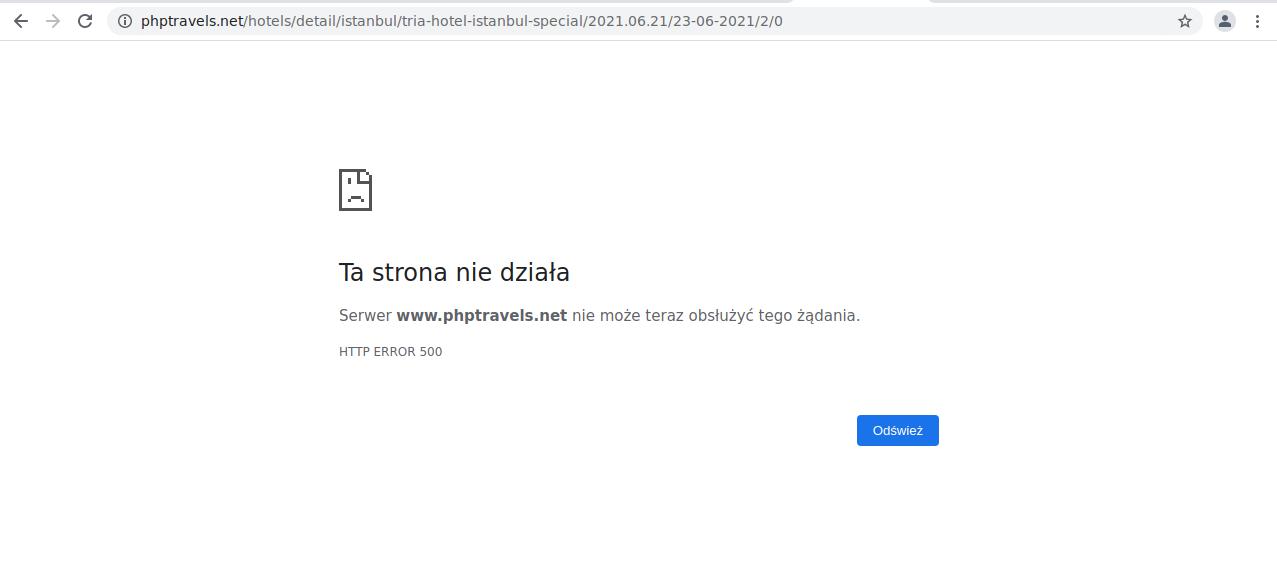 phptravels.net/hotels/detail/istanbul/tria-hotel-istanbul-special/2021.06.21/23-06-2021/2/0
Ta strona nie działa
Serwer www.phptravels.net nie może teraz obsłużyć tego żądania.
HTTP ERROR 500
Odśwież